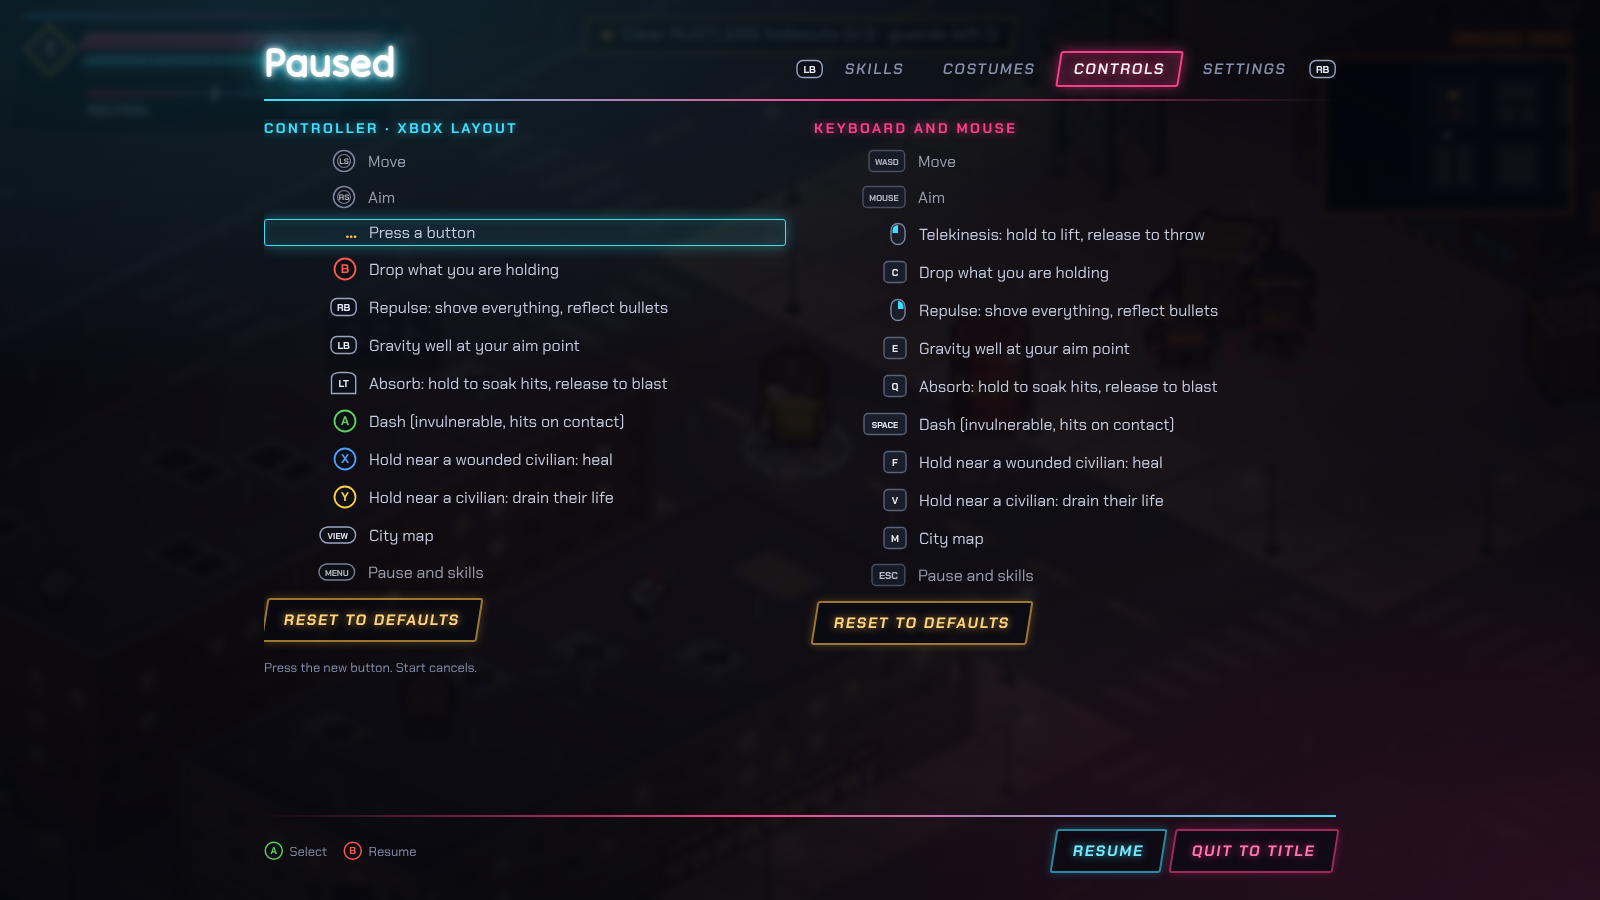 Paused
LB SKILLS COSTUMES CONTROLS SETTINGS RB
CONTROLLER · XBOX LAYOUT
LS Move
RS Aim
... Press a button
B Drop what you are holding
RB Repulse: shove everything, reflect bullets
LB Gravity well at your aim point
LT Absorb: hold to soak hits, release to blast
A Dash (invulnerable, hits on contact)
X Hold near a wounded civilian: heal
Y Hold near a civilian: drain their life
VIEW City map
MENU Pause and skills
RESET TO DEFAULTS
Press the new button. Start cancels.
KEYBOARD AND MOUSE
WASD Move
MOUSE Aim
Telekinesis: hold to lift, release to throw
C Drop what you are holding
Repulse: shove everything, reflect bullets
E Gravity well at your aim point
Q Absorb: hold to soak hits, release to blast
SPACE Dash (invulnerable, hits on contact)
F Hold near a wounded civilian: heal
V Hold near a civilian: drain their life
M City map
ESC Pause and skills
RESET TO DEFAULTS
A Select B Resume
RESUME QUIT TO TITLE